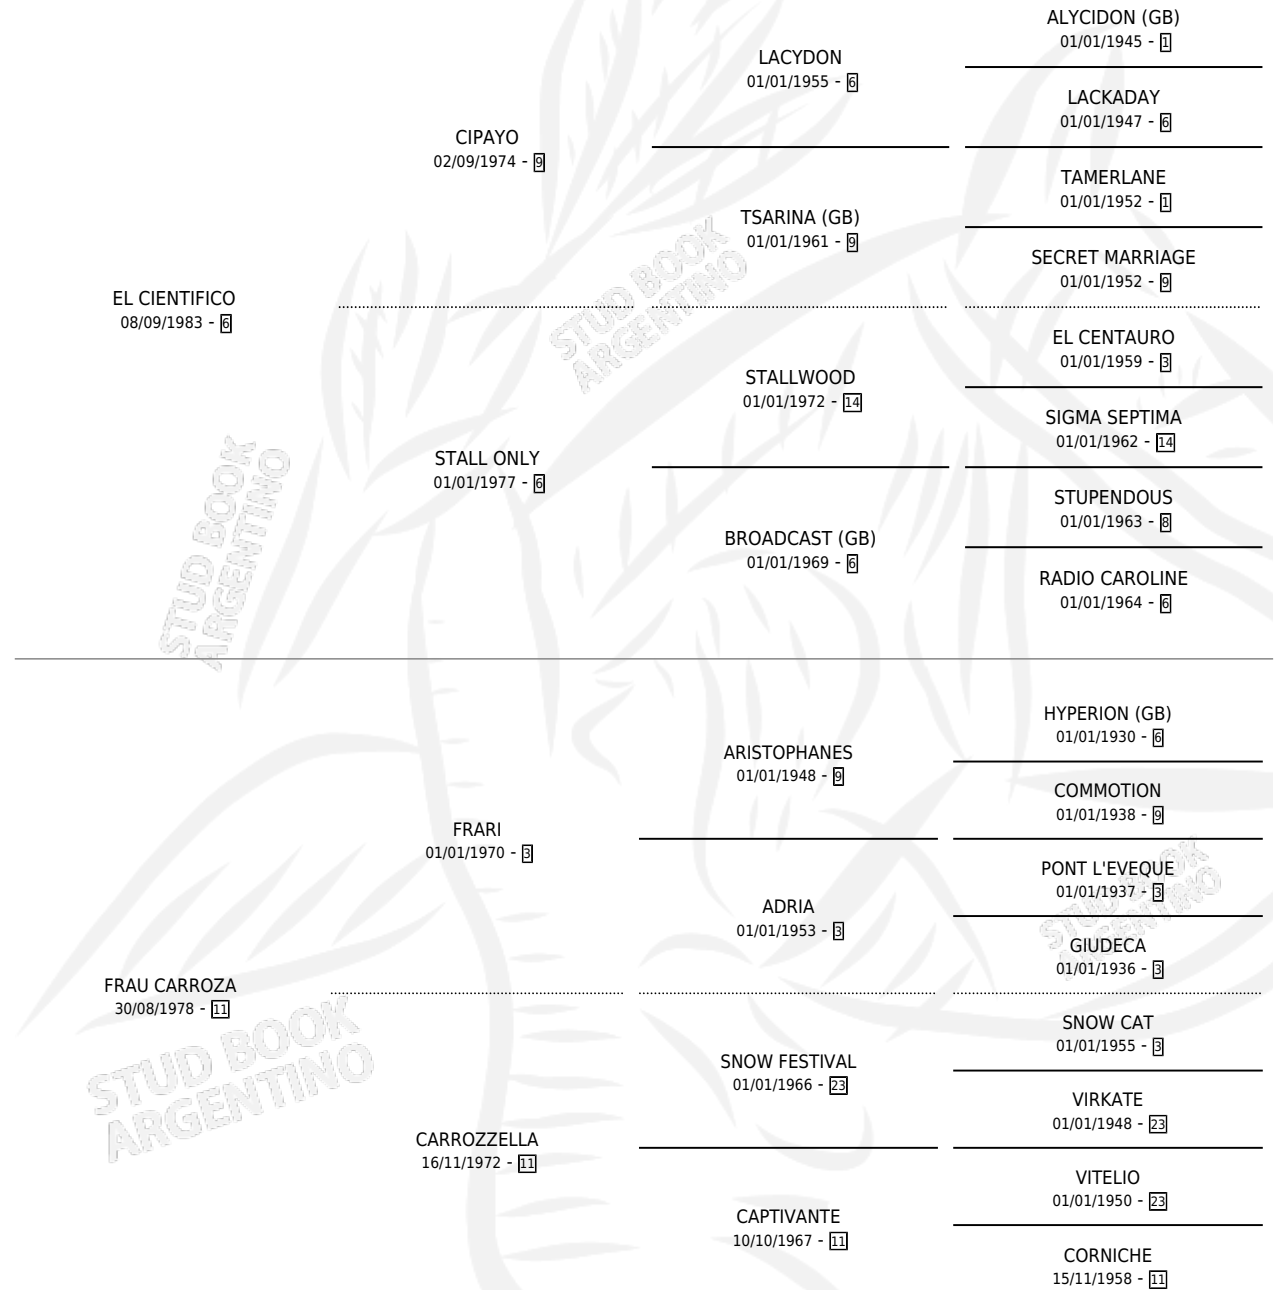 ALYCIDON (GB)
01/01/1945 - 1
LACYDON
01/01/1955 - 6
LACKADAY
01/01/1947 - 6
CIPAYO
02/09/1974 - 9
TAMERLANE
01/01/1952 - 1
TSARINA (GB)
01/01/1961 - 9
SECRET MARRIAGE
01/01/1952 - 9
EL CIENTIFICO
08/09/1983 - 6
EL CENTAURO
01/01/1959 - 3
STALLWOOD
01/01/1972 - 14
SIGMA SEPTIMA
01/01/1962 - 14
STALL ONLY
01/01/1977 - 6
STUPENDOUS
01/01/1963 - 8
BROADCAST (GB)
01/01/1969 - 6
RADIO CAROLINE
01/01/1964 - 6
HYPERION (GB)
01/01/1930 - 6
ARISTOPHANES
01/01/1948 - 9
COMMOTION
01/01/1938 - 9
FRARI
01/01/1970 - 3
PONT L'EVEQUE
01/01/1937 - 3
ADRIA
01/01/1953 - 3
GIUDECA
01/01/1936 - 3
FRAU CARROZA
30/08/1978 - 11
SNOW CAT
01/01/1955 - 3
SNOW FESTIVAL
01/01/1966 - 23
VIRKATE
01/01/1948 - 23
CARROZZELLA
16/11/1972 - 11
VITELIO
01/01/1950 - 23
CAPTIVANTE
10/10/1967 - 11
CORNICHE
15/11/1958 - 11
STUD BOOK
ARGENTINO
STUD BOOK
ARGENTINO
STUD BOOK
ARGENTINO
STUD BOOK
ARGENTINO